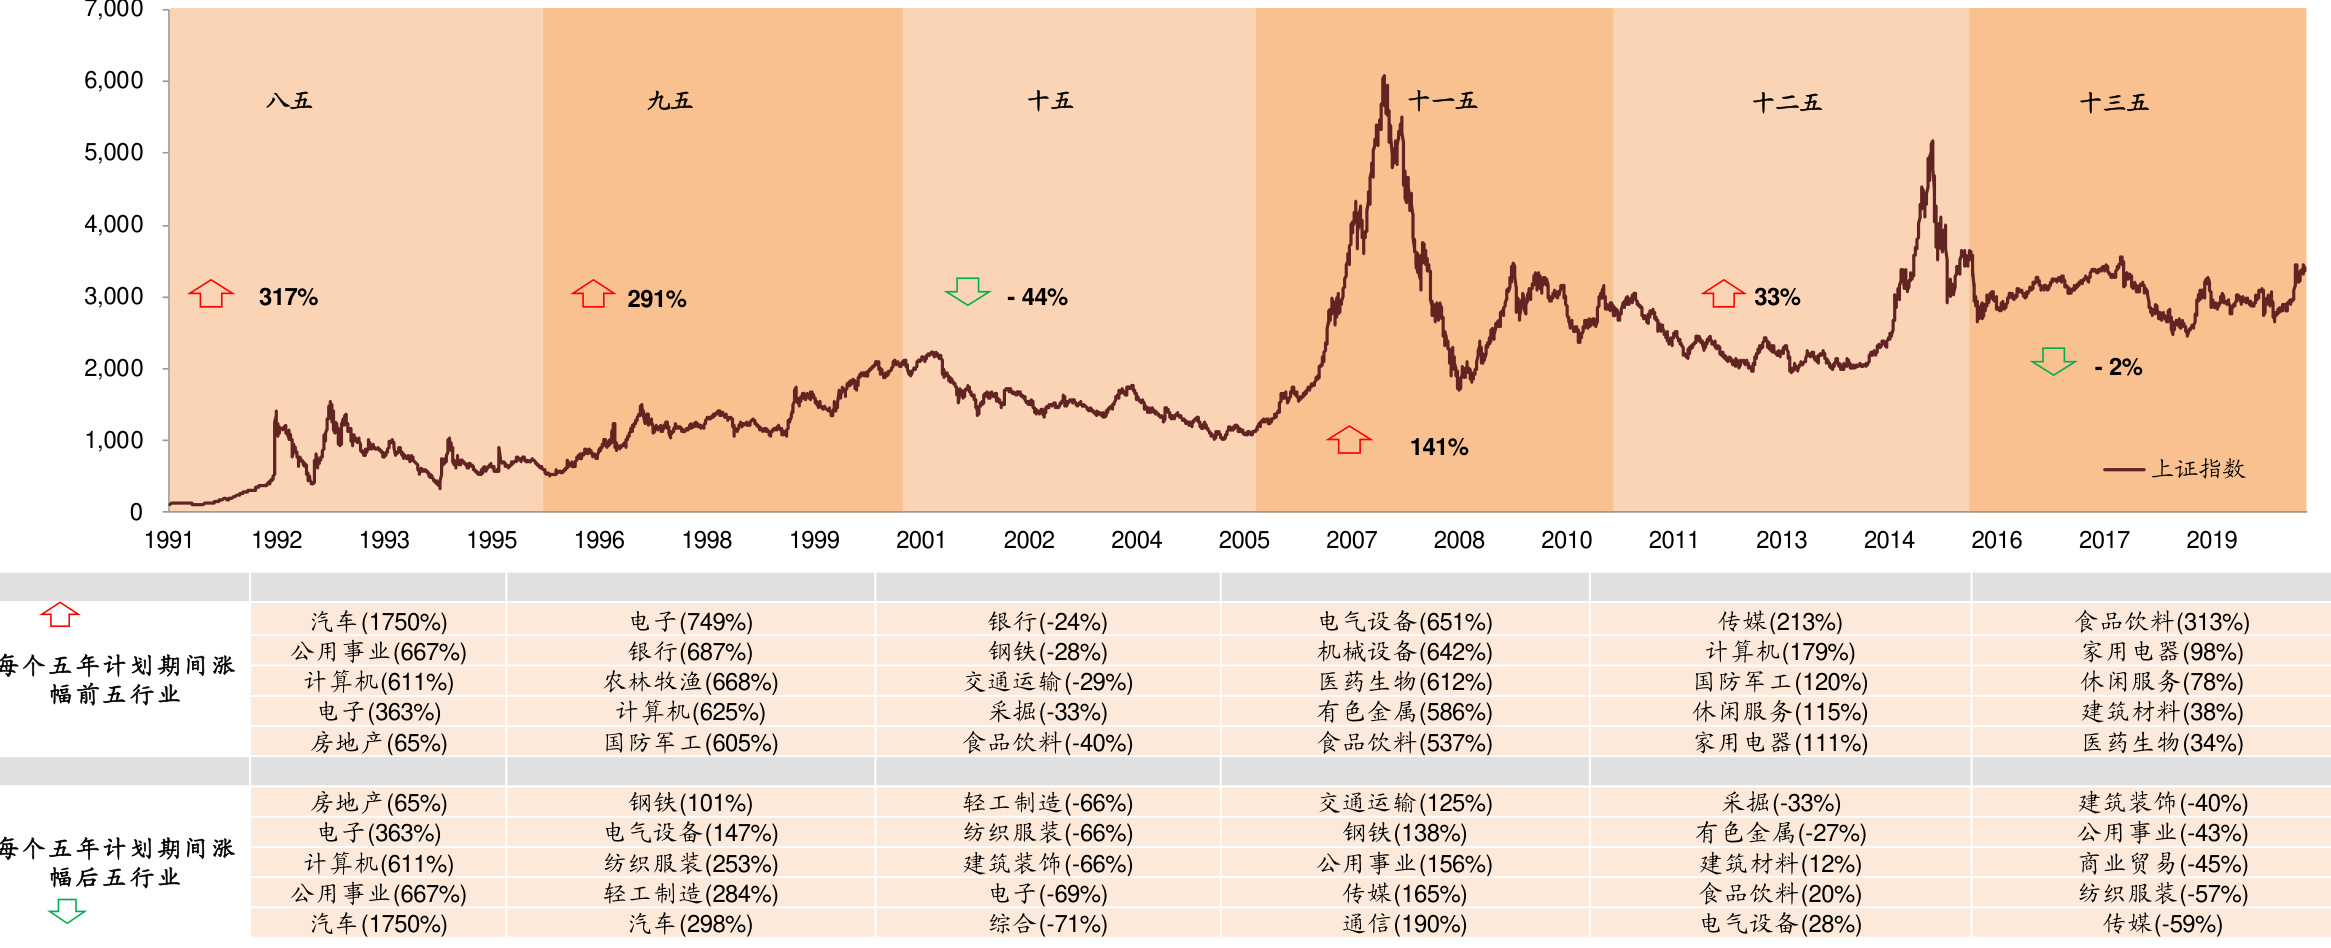 7,000
6,000
5,000
4,000
3,000
2,000
1,000
0
八五
九五
十五
十一五
十二五
十三五
317%
291%
- 44%
141%
33%
- 2%
上证指数
1991 1992 1993 1995 1996 1998 1999 2001 2002 2004 2005 2007 2008 2010 2011 2013 2014 2016 2017 2019
每个五年计划期间涨
幅前五行业
汽车(1750%) 电子(749%) 银行(-24%) 电气设备(651%) 传媒(213%) 食品饮料(313%)
公用事业(667%) 银行(687%) 钢铁(-28%) 机械设备(642%) 计算机(179%) 家用电器(98%)
计算机(611%) 农林牧渔(668%) 交通运输(-29%) 医药生物(612%) 国防军工(120%) 休闲服务(78%)
电子(363%) 计算机(625%) 采掘(-33%) 有色金属(586%) 休闲服务(115%) 建筑材料(38%)
房地产(65%) 国防军工(605%) 食品饮料(-40%) 食品饮料(537%) 家用电器(111%) 医药生物(34%)
每个五年计划期间涨
幅后五行业
房地产(65%) 钢铁(101%) 轻工制造(-66%) 交通运输(125%) 采掘(-33%) 建筑装饰(-40%)
电子(363%) 电气设备(147%) 纺织服装(-66%) 钢铁(138%) 有色金属(-27%) 公用事业(-43%)
计算机(611%) 纺织服装(253%) 建筑装饰(-66%) 公用事业(156%) 建筑材料(12%) 商业贸易(-45%)
公用事业(667%) 轻工制造(284%) 电子(-69%) 传媒(165%) 食品饮料(20%) 纺织服装(-57%)
汽车(1750%) 汽车(298%) 综合(-71%) 通信(190%) 电气设备(28%) 传媒(-59%)